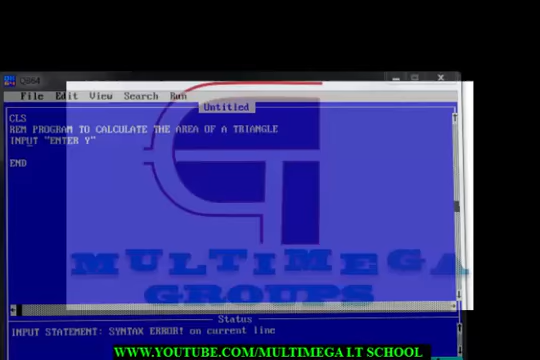 QB64
File Edit View Search Run
Untitled
CLS
REM PROGRAM TO CALCULATE THE AREA OF A TRIANGLE
INPUT "ENTER Y"
END
MULTIMEGA
GROUPS
Status
INPUT STATEMENT: SYNTAX ERROR! on current line
WWW.YOUTUBE.COM/MULTIMEGA I.T SCHOOL